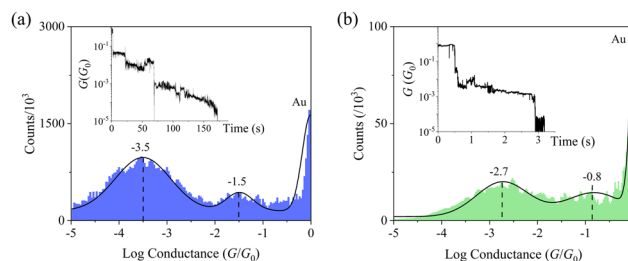 (a)
3000
1500
0
Counts/10³
10⁻¹
10⁻³
10⁻⁵
G(G₀)
0 50 100 150
Time (s)
Au
-3.5
-1.5
-5 -4 -3 -2 -1 0
Log Conductance (G/G₀)
(b)
100
50
0
Counts (/10³)
10⁻¹
10⁻³
10⁻⁵
G (G₀)
0 1 2 3
Time (s)
Au
-2.7
-0.8
-5 -4 -3 -2 -1 0
Log Conductance (G/G₀)